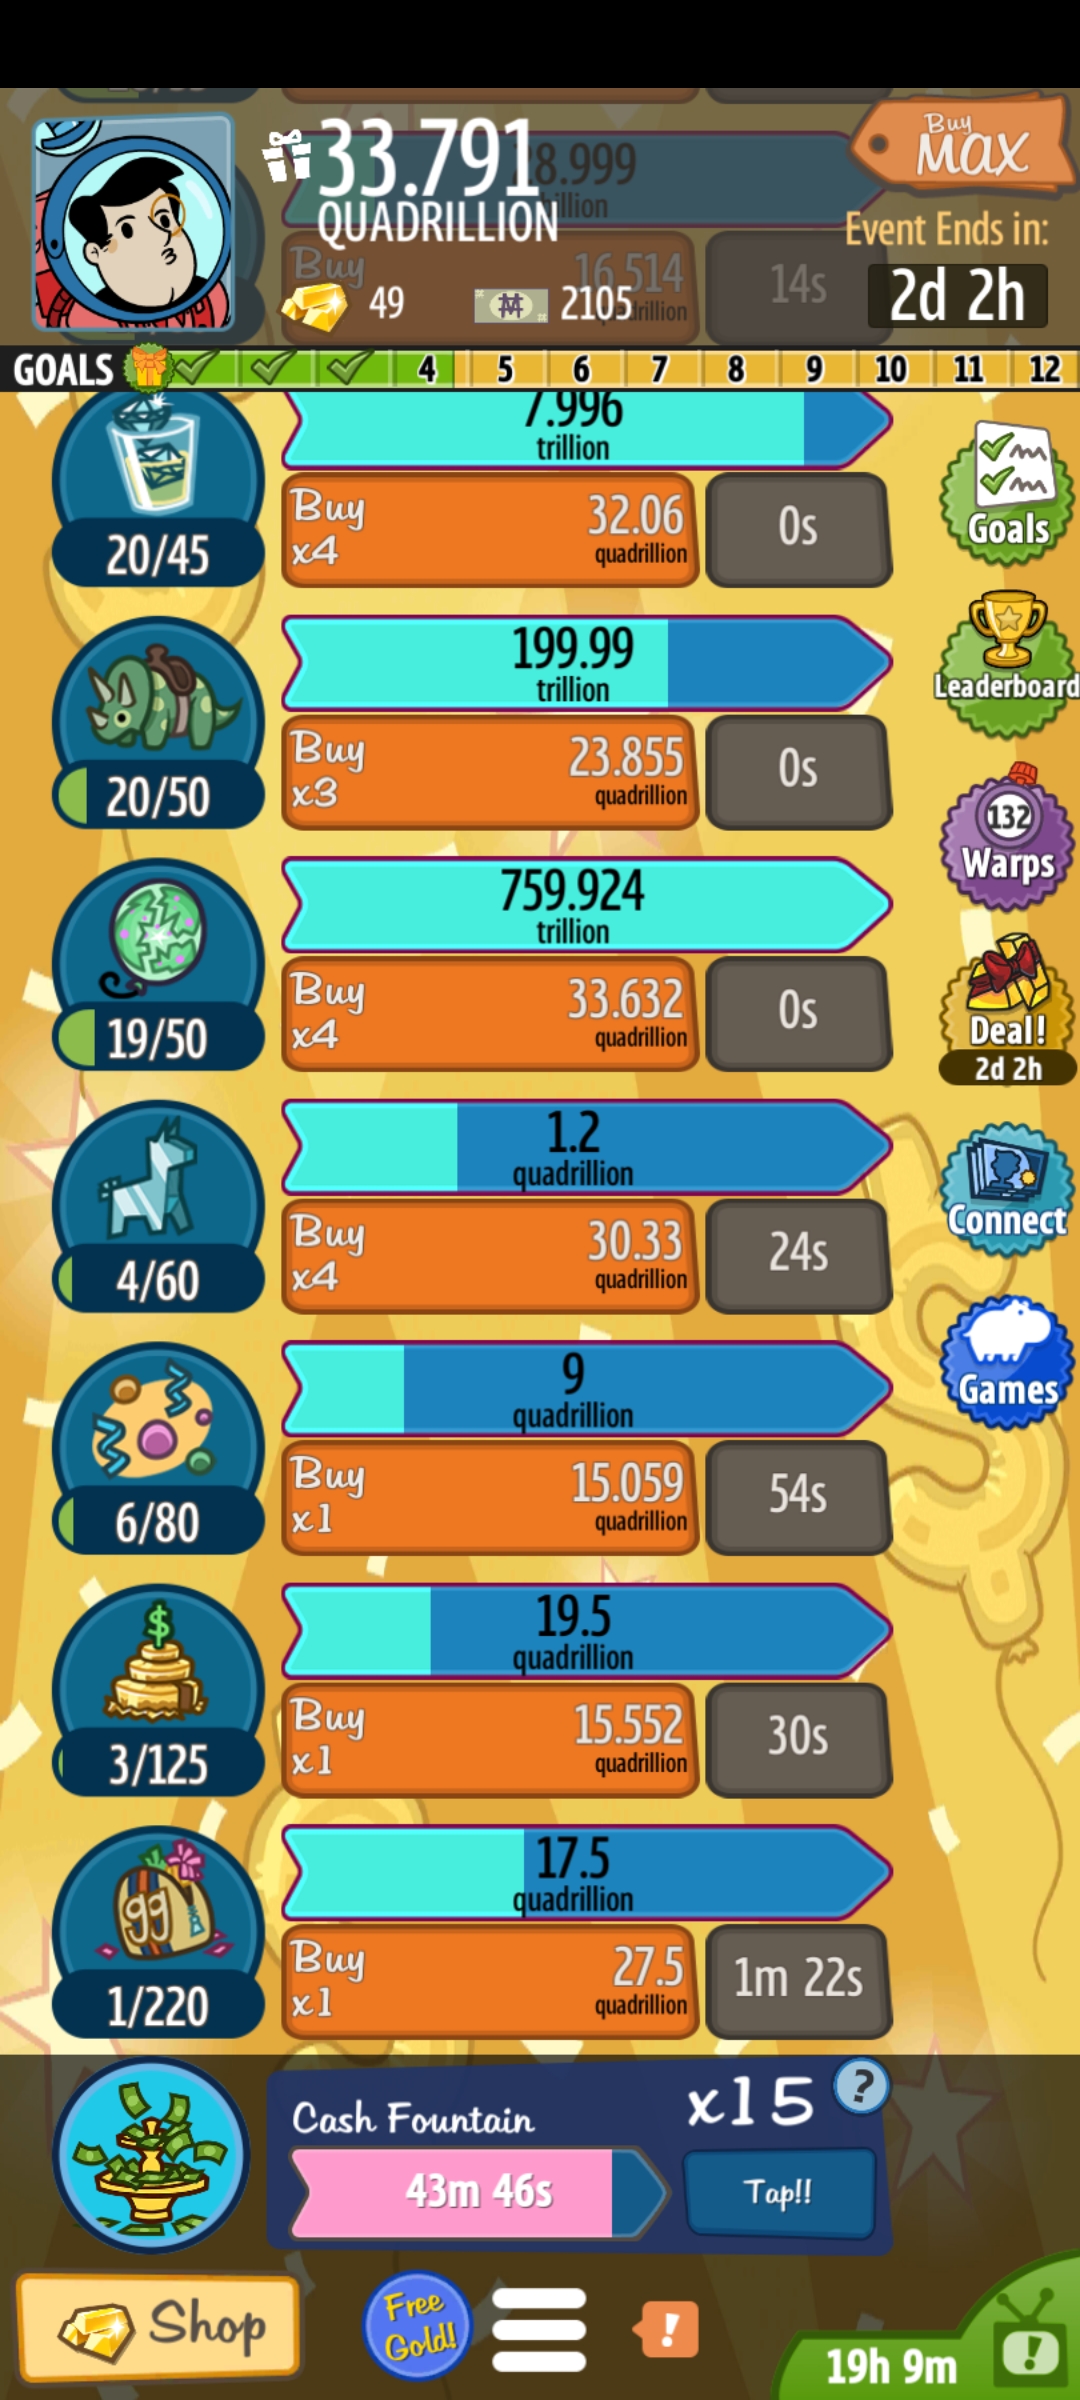 33.791
QUADRILLION
49
2105
Buy
MAX
Event Ends in:
2d 2h
28.999
Buy
16.514
14s
GOALS 4 5 6 7 8 9 10 11 12
7.996
trillion
20/45
Buy
x4
32.06
quadrillion
0s
199.99
trillion
20/50
Buy
x3
23.855
quadrillion
0s
759.924
trillion
19/50
Buy
x4
33.632
quadrillion
0s
1.2
quadrillion
4/60
Buy
x4
30.33
quadrillion
24s
9
quadrillion
6/80
Buy
x1
15.059
quadrillion
54s
$
19.5
quadrillion
3/125
Buy
x1
15.552
quadrillion
30s
99
17.5
quadrillion
1/220
Buy
x1
27.5
quadrillion
1m 22s
Goals
Leaderboard
132
Warps
Deal!
2d 2h
Connect
Games
Cash Fountain
x15
?
43m 46s
Tap!!
Shop
Free
Gold!
!
19h 9m
!